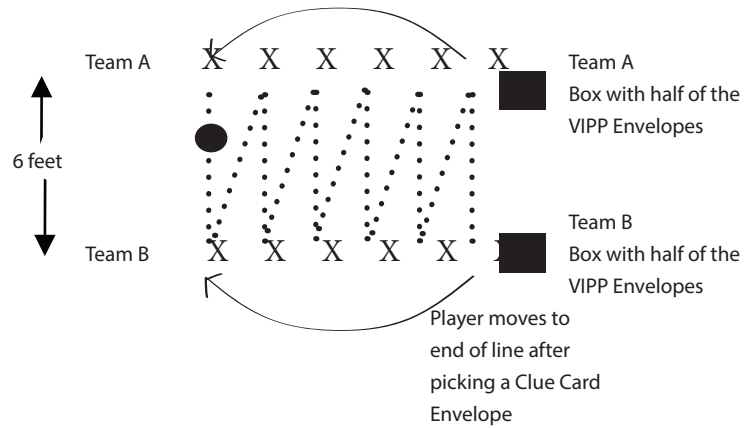 Team A X X X X X X
Team A
Box with half of the
VIPP Envelopes
6 feet
Team B X X X X X
Team B
Box with half of the
VIPP Envelopes
Player moves to
end of line after
picking a Clue Card
Envelope